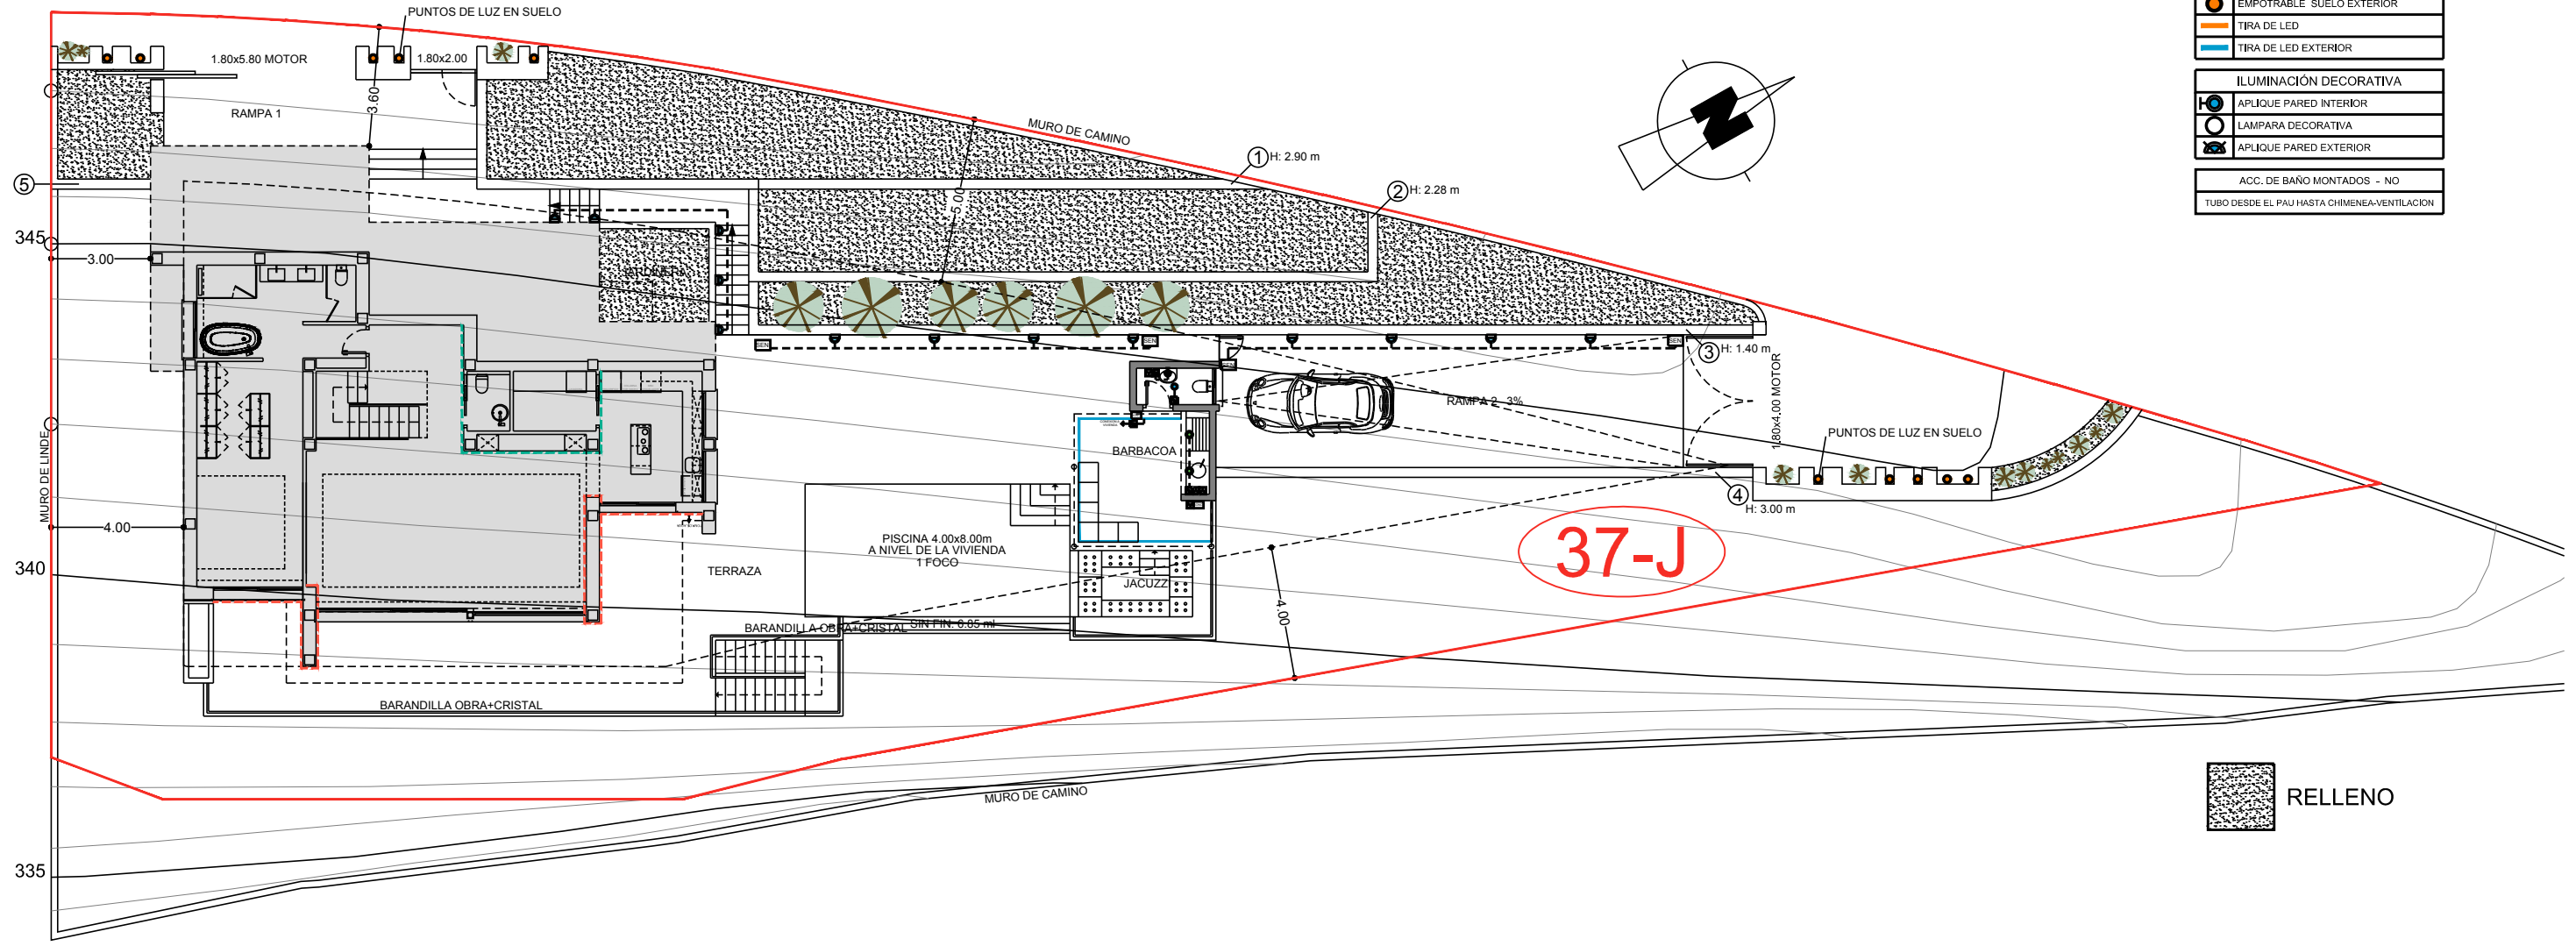 PUNTOS DE LUZ EN SUELO
1.80x5.80 MOTOR
1.80x2.00
RAMPA 1
3.60
MURO DE CAMINO
5.00
1
H: 2.90 m
2
H: 2.28 m
N
EMPOTRABLE SUELO EXTERIOR
TIRA DE LED
TIRA DE LED EXTERIOR
ILUMINACIÓN DECORATIVA
APLIQUE PARED INTERIOR
LAMPARA DECORATIVA
APLIQUE PARED EXTERIOR
ACC. DE BAÑO MONTADOS - NO
TUBO DESDE EL PAU HASTA CHIMENEA-VENTILACION
5
345
3.00
JARDINERA
SEN
SEN
SEN
3
H: 1.40 m
1.80x4.00 MOTOR
RAMPA 2 3%
PUNTOS DE LUZ EN SUELO
BARBACOA
4
H: 3.00 m
MURO DE LINDE
4.00
PISCINA 4.00x8.00m
A NIVEL DE LA VIVIENDA
1 FOCO
37-J
340
TERRAZA
JACUZZI
4.00
BARANDILLA OBRA+CRISTAL
SIN FIN: 6.85 ml
BARANDILLA OBRA+CRISTAL
MURO DE CAMINO
RELLENO
335